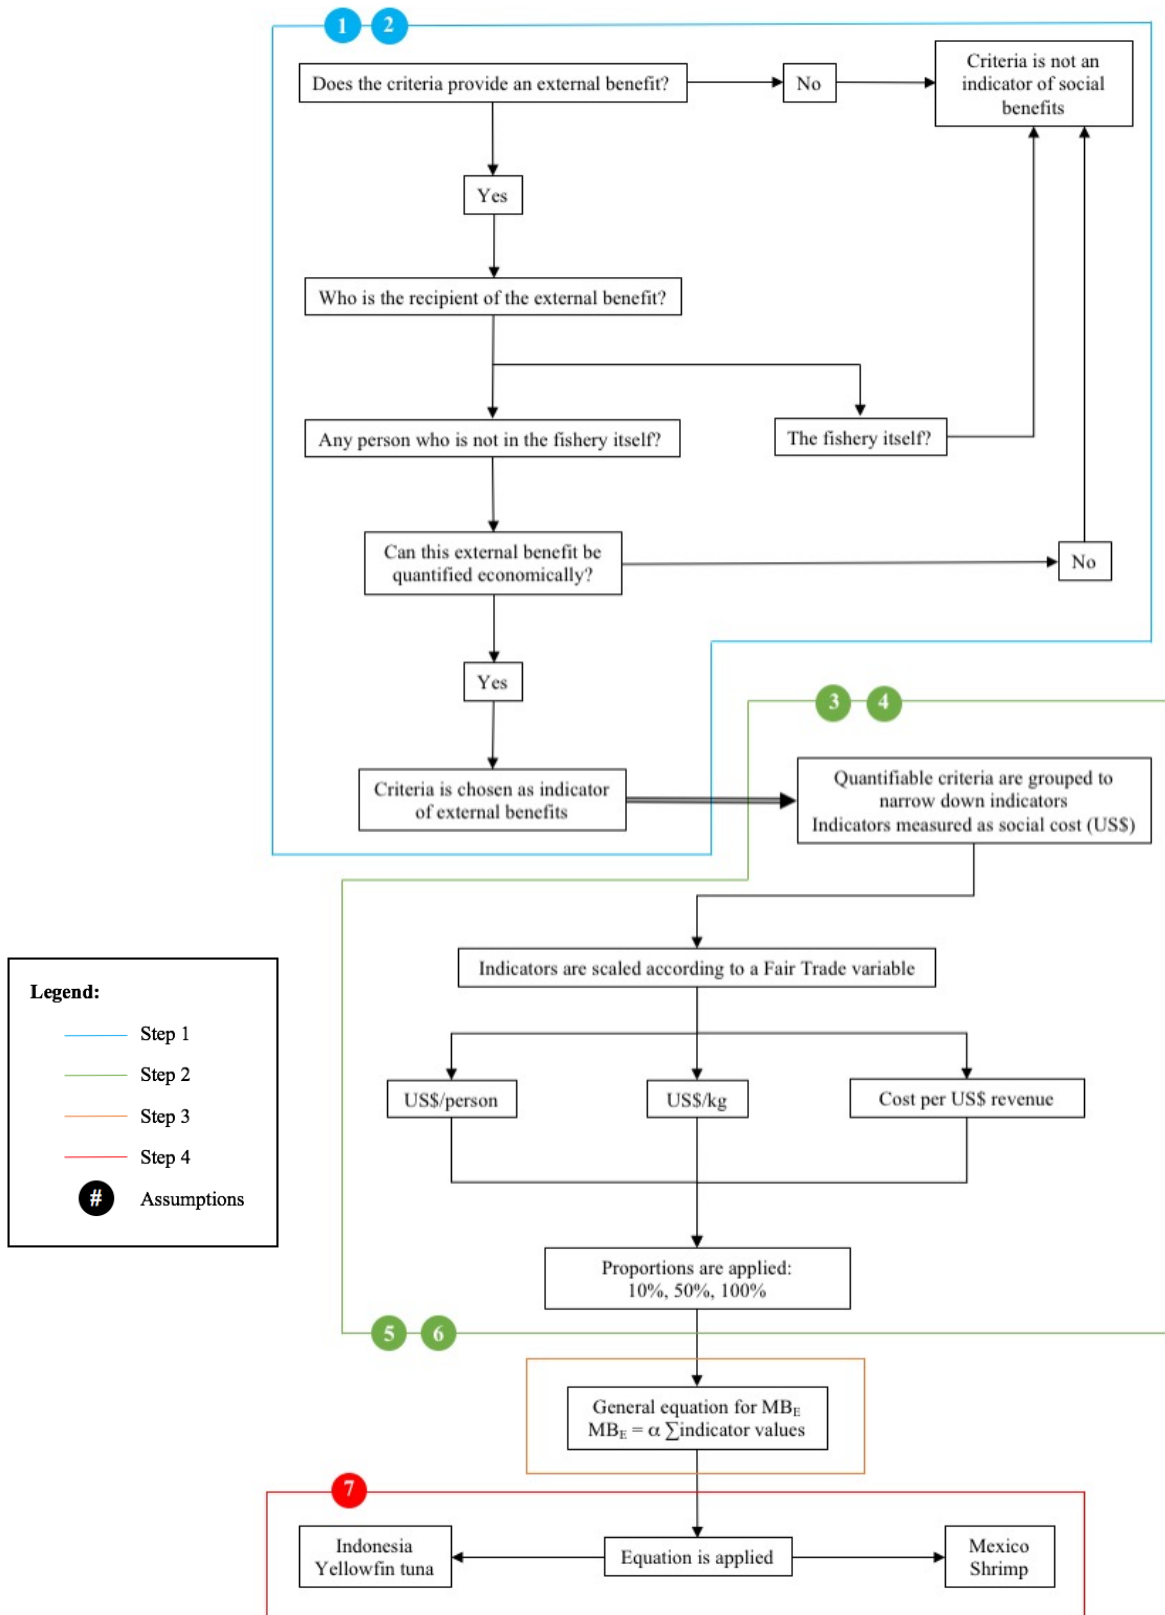 1 2
Does the criteria provide an external benefit?
No
Criteria is not an
indicator of social
benefits
Yes
Who is the recipient of the external benefit?
Any person who is not in the fishery itself?
The fishery itself?
Can this external benefit be
quantified economically?
No
Yes
3 4
Criteria is chosen as indicator
of external benefits
Quantifiable criteria are grouped to
narrow down indicators
Indicators measured as social cost (US$)
Indicators are scaled according to a Fair Trade variable
Legend:
Step 1
Step 2
Step 3
Step 4
# Assumptions
US$/person
US$/kg
Cost per US$ revenue
Proportions are applied:
10%, 50%, 100%
5 6
General equation for MBE
MBE = α ∑indicator values
7
Indonesia
Yellowfin tuna
Equation is applied
Mexico
Shrimp